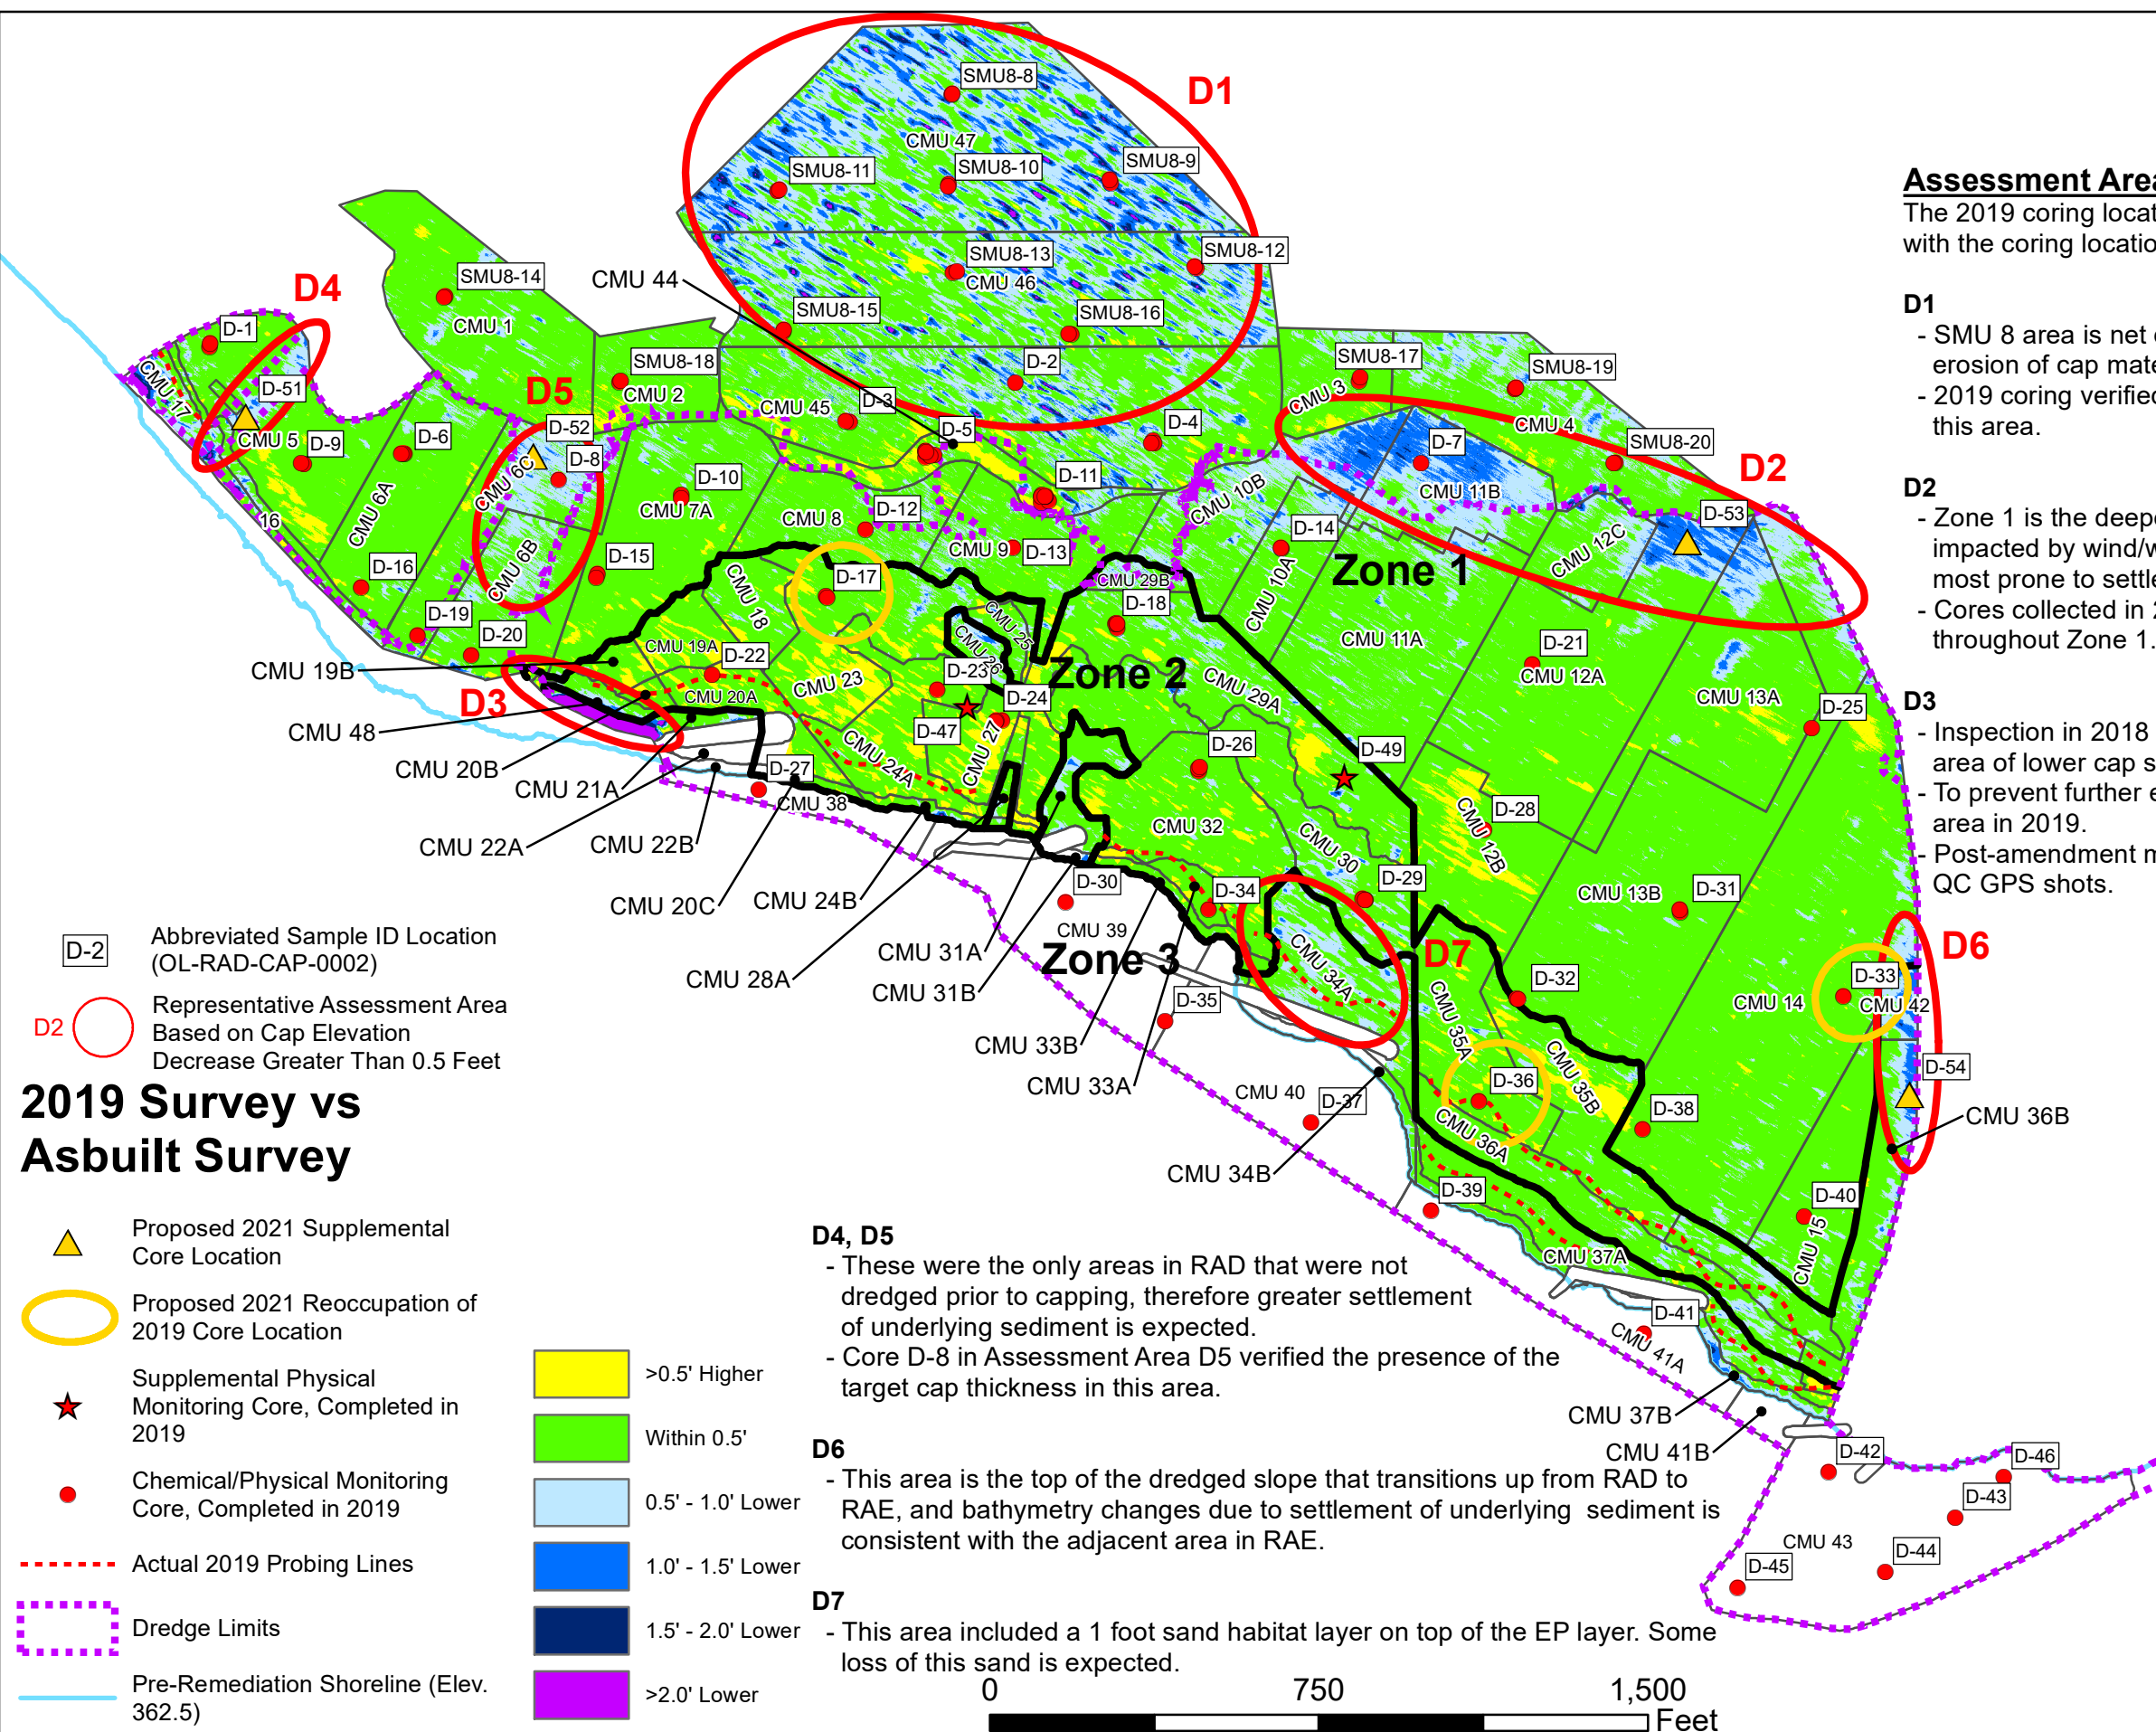 D1
SMU8-8
CMU 47
SMU8-11
SMU8-10
SMU8-9
SMU8-13
SMU8-12
CMU 46
SMU8-15
SMU8-16
CMU 44
D4
SMU8-14
CMU 1
D-1
D-51
CMU 17
CMU 5
D-9
D-6
D5
D-52
D-8
CMU 6C
CMU 6A
CMU 6B
16
D-16
D-19
D-20
SMU8-18
CMU 2
CMU 45
D-3
D-2
D-5
D-4
D-10
CMU 7A
CMU 8
D-12
D-11
CMU 9
D-13
D-15
CMU 3
SMU8-17
SMU8-19
CMU 4
D-7
SMU8-20
D2
CMU 11B
CMU 10B
D-14
Zone 1
CMU 12C
D-53
CMU 10A
CMU 11A
D-21
CMU 12A
CMU 13A
D-25
CMU 18
D-17
CMU 29B
D-18
CMU 25
CMU 26
CMU 19A
D-22
CMU 20A
CMU 23
D-23
D-24
Zone 2
CMU 29A
D-47
CMU 27
CMU 24A
D-26
D-49
CMU 19B
D3
CMU 48
CMU 20B
CMU 21A
CMU 22A
CMU 22B
D-27
CMU 38
CMU 20C
CMU 24B
CMU 28A
CMU 32
CMU 30
D-28
CMU 12B
D-29
CMU 13B
D-31
D-30
D-34
CMU 39
Zone 3
CMU 31A
CMU 31B
CMU 33B
CMU 33A
D-35
CMU 34A
D7
D-32
CMU 14
D-33
CMU 42
D6
CMU 35A
CMU 35B
D-36
CMU 36A
D-38
D-54
CMU 36B
CMU 40
D-37
CMU 34B
D-39
D-40
CMU 15
CMU 37A
D-41
CMU 41A
CMU 37B
CMU 41B
D-42
D-46
D-43
CMU 43
D-44
D-45
Assessment Area
The 2019 coring locat
with the coring locatio
D1
- SMU 8 area is net
erosion of cap mate
- 2019 coring verified
this area.
D2
- Zone 1 is the deepe
impacted by wind/w
most prone to settle
- Cores collected in 2
throughout Zone 1.
D3
- Inspection in 2018
area of lower cap s
- To prevent further e
area in 2019.
- Post-amendment m
QC GPS shots.
D-2
Abbreviated Sample ID Location
(OL-RAD-CAP-0002)
D2
Representative Assessment Area
Based on Cap Elevation
Decrease Greater Than 0.5 Feet
2019 Survey vs
Asbuilt Survey
Proposed 2021 Supplemental
Core Location
Proposed 2021 Reoccupation of
2019 Core Location
Supplemental Physical
Monitoring Core, Completed in
2019
Chemical/Physical Monitoring
Core, Completed in 2019
Actual 2019 Probing Lines
Dredge Limits
Pre-Remediation Shoreline (Elev.
362.5)
>0.5' Higher
Within 0.5'
0.5' - 1.0' Lower
1.0' - 1.5' Lower
1.5' - 2.0' Lower
>2.0' Lower
D4, D5
- These were the only areas in RAD that were not
dredged prior to capping, therefore greater settlement
of underlying sediment is expected.
- Core D-8 in Assessment Area D5 verified the presence of the
target cap thickness in this area.
D6
- This area is the top of the dredged slope that transitions up from RAD to
RAE, and bathymetry changes due to settlement of underlying sediment is
consistent with the adjacent area in RAE.
D7
- This area included a 1 foot sand habitat layer on top of the EP layer. Some
loss of this sand is expected.
0 750 1,500
Feet